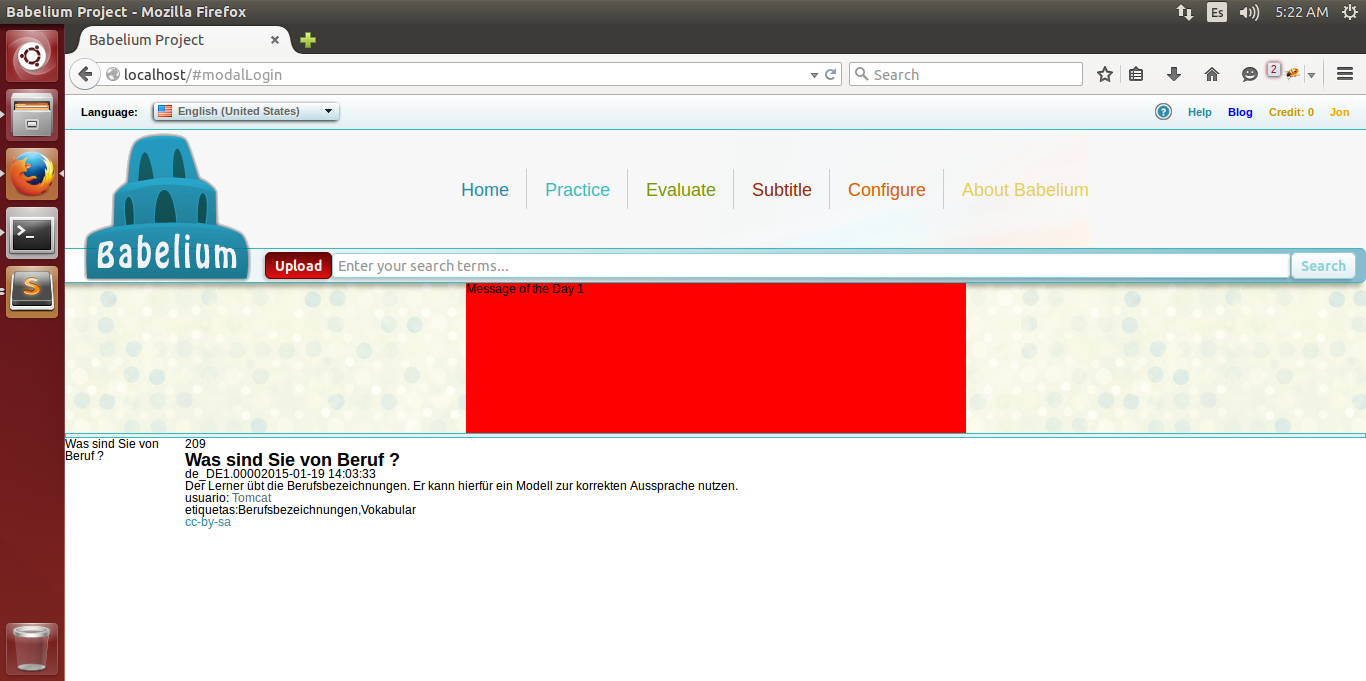 Babelium Project - Mozilla Firefox
Es
5:22 AM
Babelium Project
localhost/#modalLogin
Search
2
Language:
English (United States)
? Help Blog Credit: 0 Jon
Home Practice Evaluate Subtitle Configure About Babelium
Babelium
Upload Enter your search terms... Search
Message of the Day 1
Was sind Sie von
Beruf ?
209
Was sind Sie von Beruf ?
de_DE1.00002015-01-19 14:03:33
Der Lerner übt die Berufsbezeichnungen. Er kann hierfür ein Modell zur korrekten Aussprache nutzen.
usuario: Tomcat
etiquetas:Berufsbezeichnungen,Vokabular
cc-by-sa